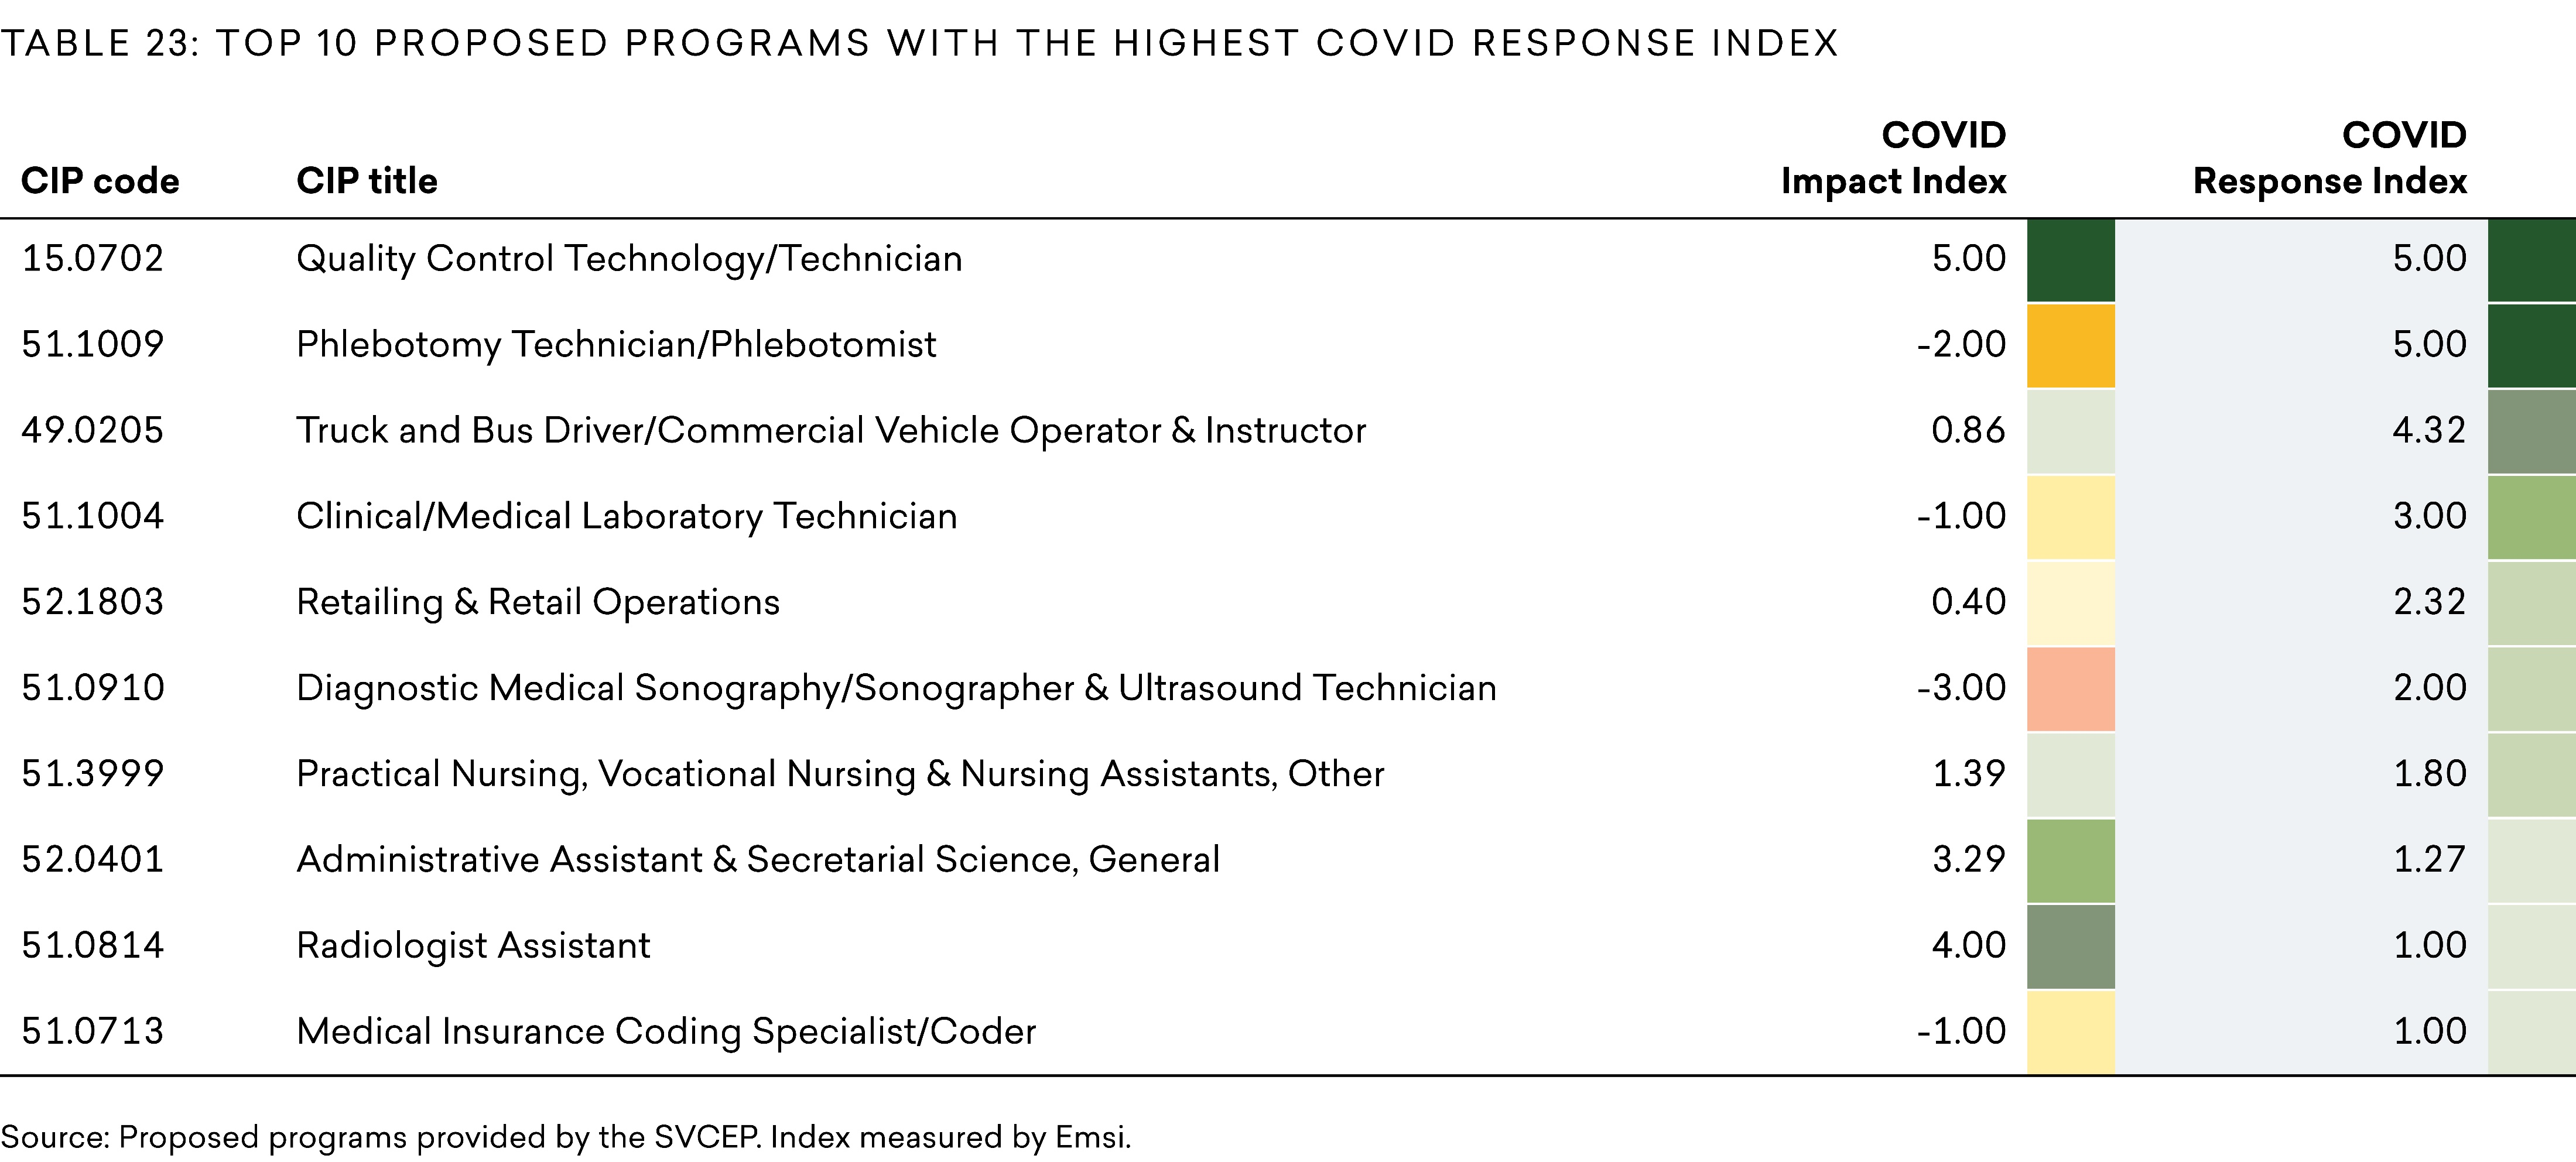 TABLE 23: TOP 10 PROPOSED PROGRAMS WITH THE HIGHEST COVID RESPONSE INDEX
CIP code CIP title COVID Impact Index COVID Response Index
15.0702 Quality Control Technology/Technician 5.00 5.00
51.1009 Phlebotomy Technician/Phlebotomist -2.00 5.00
49.0205 Truck and Bus Driver/Commercial Vehicle Operator & Instructor 0.86 4.32
51.1004 Clinical/Medical Laboratory Technician -1.00 3.00
52.1803 Retailing & Retail Operations 0.40 2.32
51.0910 Diagnostic Medical Sonography/Sonographer & Ultrasound Technician -3.00 2.00
51.3999 Practical Nursing, Vocational Nursing & Nursing Assistants, Other 1.39 1.80
52.0401 Administrative Assistant & Secretarial Science, General 3.29 1.27
51.0814 Radiologist Assistant 4.00 1.00
51.0713 Medical Insurance Coding Specialist/Coder -1.00 1.00
Source: Proposed programs provided by the SVCEP. Index measured by Emsi.